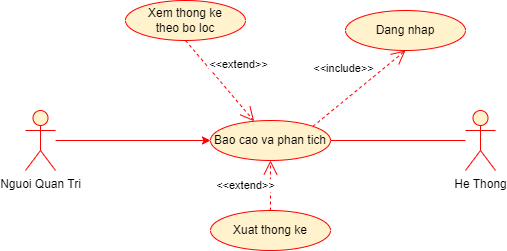 Xem thong ke
theo bo loc
Dang nhap
<<extend>>
<<include>>
Bao cao va phan tich
Nguoi Quan Tri
He Thong
<<extend>>
Xuat thong ke